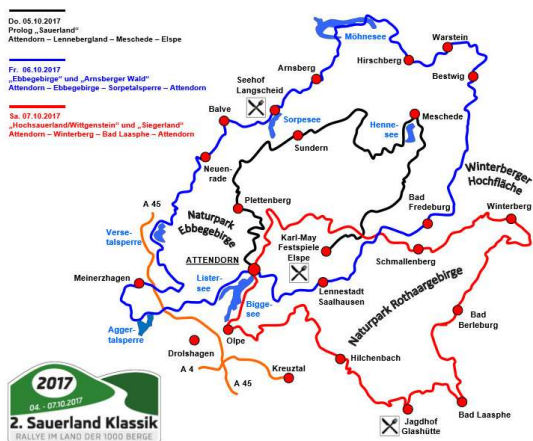 Do. 05.10.2017
Prolog „Sauerland"
Attendorn – Lennebergland – Meschede – Elspe
Fr. 06.10.2017
„Ebbegebirge" und „Arnsberger Wald"
Attendorn – Ebbegebirge – Sorpetalsperre – Attendorn
Sa. 07.10.2017
„Hochsauerland/Wittgenstein" und „Siegerland"
Attendorn – Winterberg – Bad Laasphe – Attendorn
Möhnesee
Warstein
Hirschberg
Bestwig
Arnsberg
Seehof
Langscheid
Sorpesee
Balve
Sundern
Meschede
Henne-
see
Neuen-
rade
Winterberger
Hochfläche
A 45
Plettenberg
Bad
Fredeburg
Winterberg
Naturpark
Ebbegebirge
Verse-
talsperre
Karl-May
Festspiele
Elspe
Schmallenberg
ATTENDORN
Meinerzhagen
Lister-
see
Lennestadt
Saalhausen
Naturpark Rothaargebirge
Bigge-
see
Bad
Berleburg
Agger-
talsperre
Olpe
Drolshagen
Hilchenbach
A 4
Kreuztal
A 45
Jagdhof
Glashütte
Bad Laasphe
2017
04. - 07.10.2017
2. Sauerland Klassik
RALLYE IM LAND DER 1000 BERGE